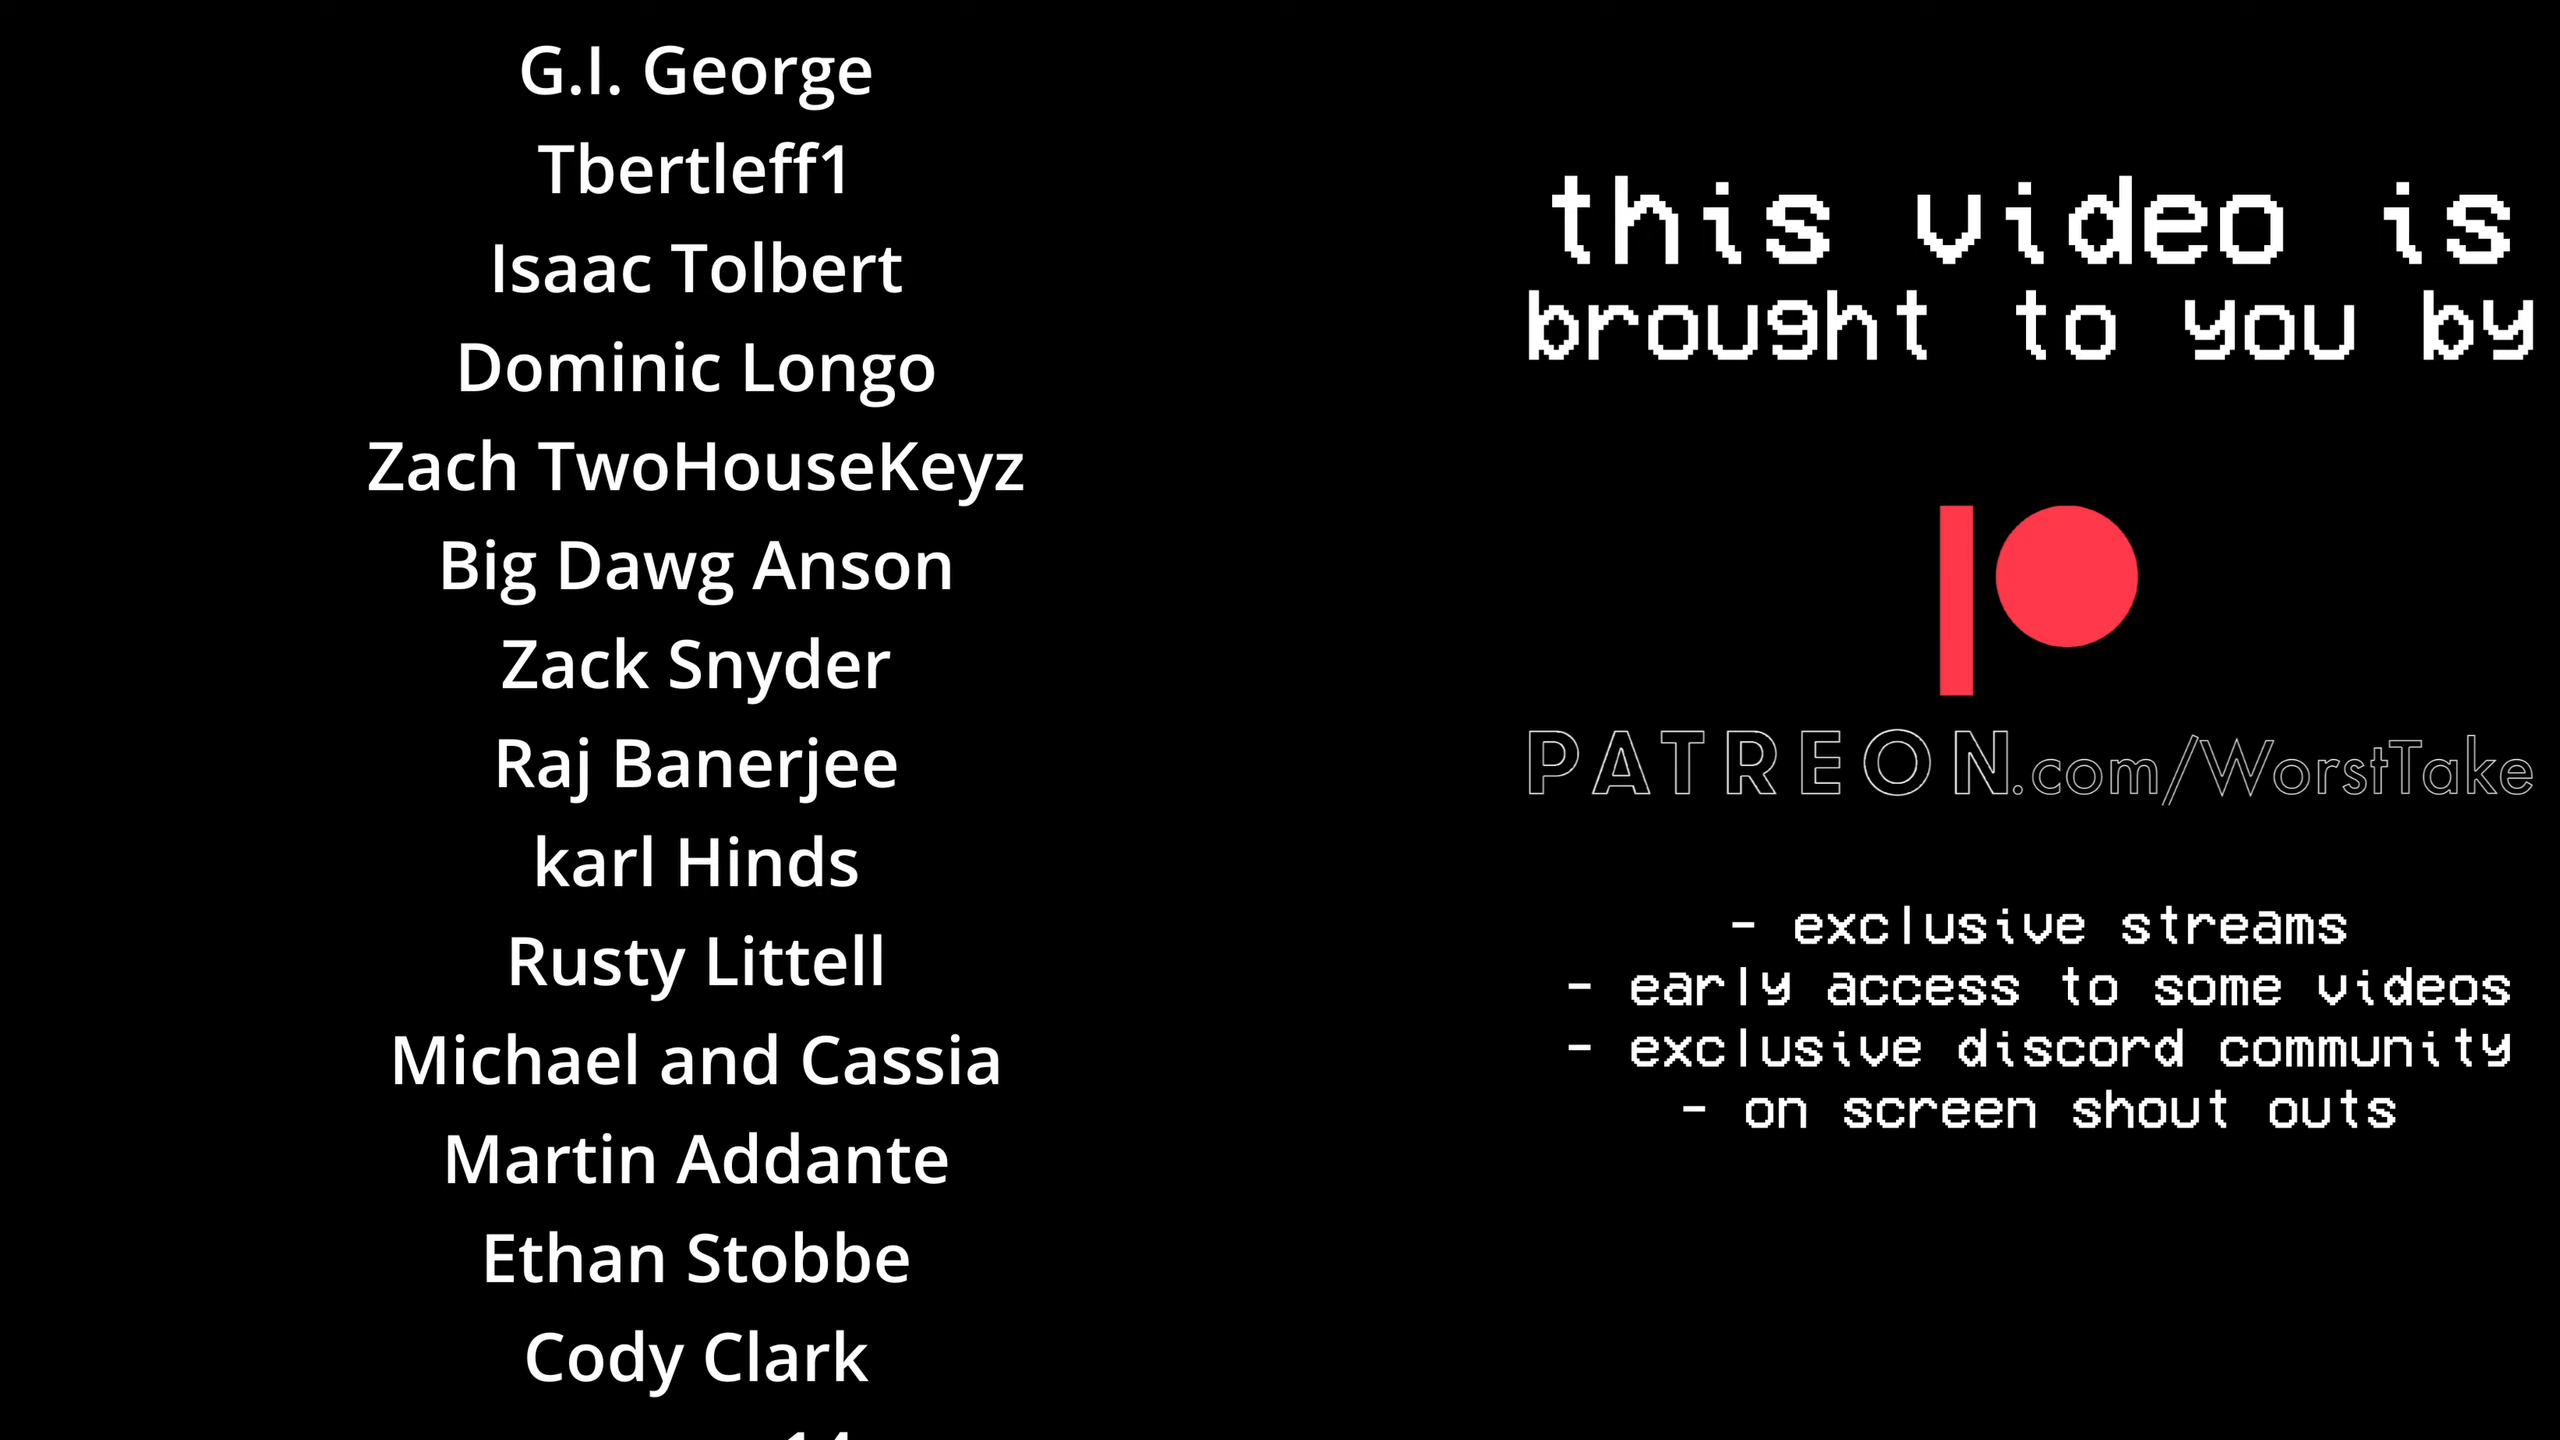 G.I. George
Tbertleff1
Isaac Tolbert
Dominic Longo
Zach TwoHouseKeyz
Big Dawg Anson
Zack Snyder
Raj Banerjee
karl Hinds
Rusty Littell
Michael and Cassia
Martin Addante
Ethan Stobbe
Cody Clark
this video is
brought to you by
PATREON.com/WorstTake
- exclusive streams
- early access to some videos
- exclusive discord community
- on screen shout outs